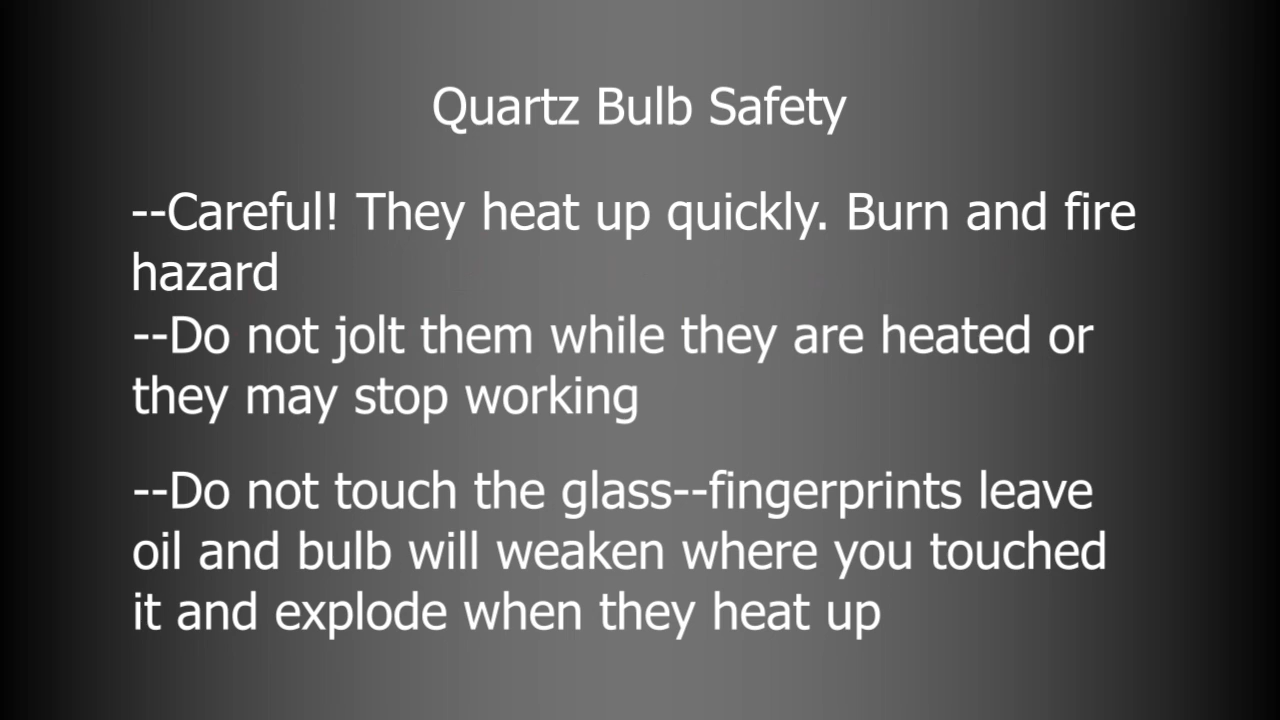 Quartz Bulb Safety
--Careful! They heat up quickly. Burn and fire
hazard
--Do not jolt them while they are heated or
they may stop working
--Do not touch the glass--fingerprints leave
oil and bulb will weaken where you touched
it and explode when they heat up